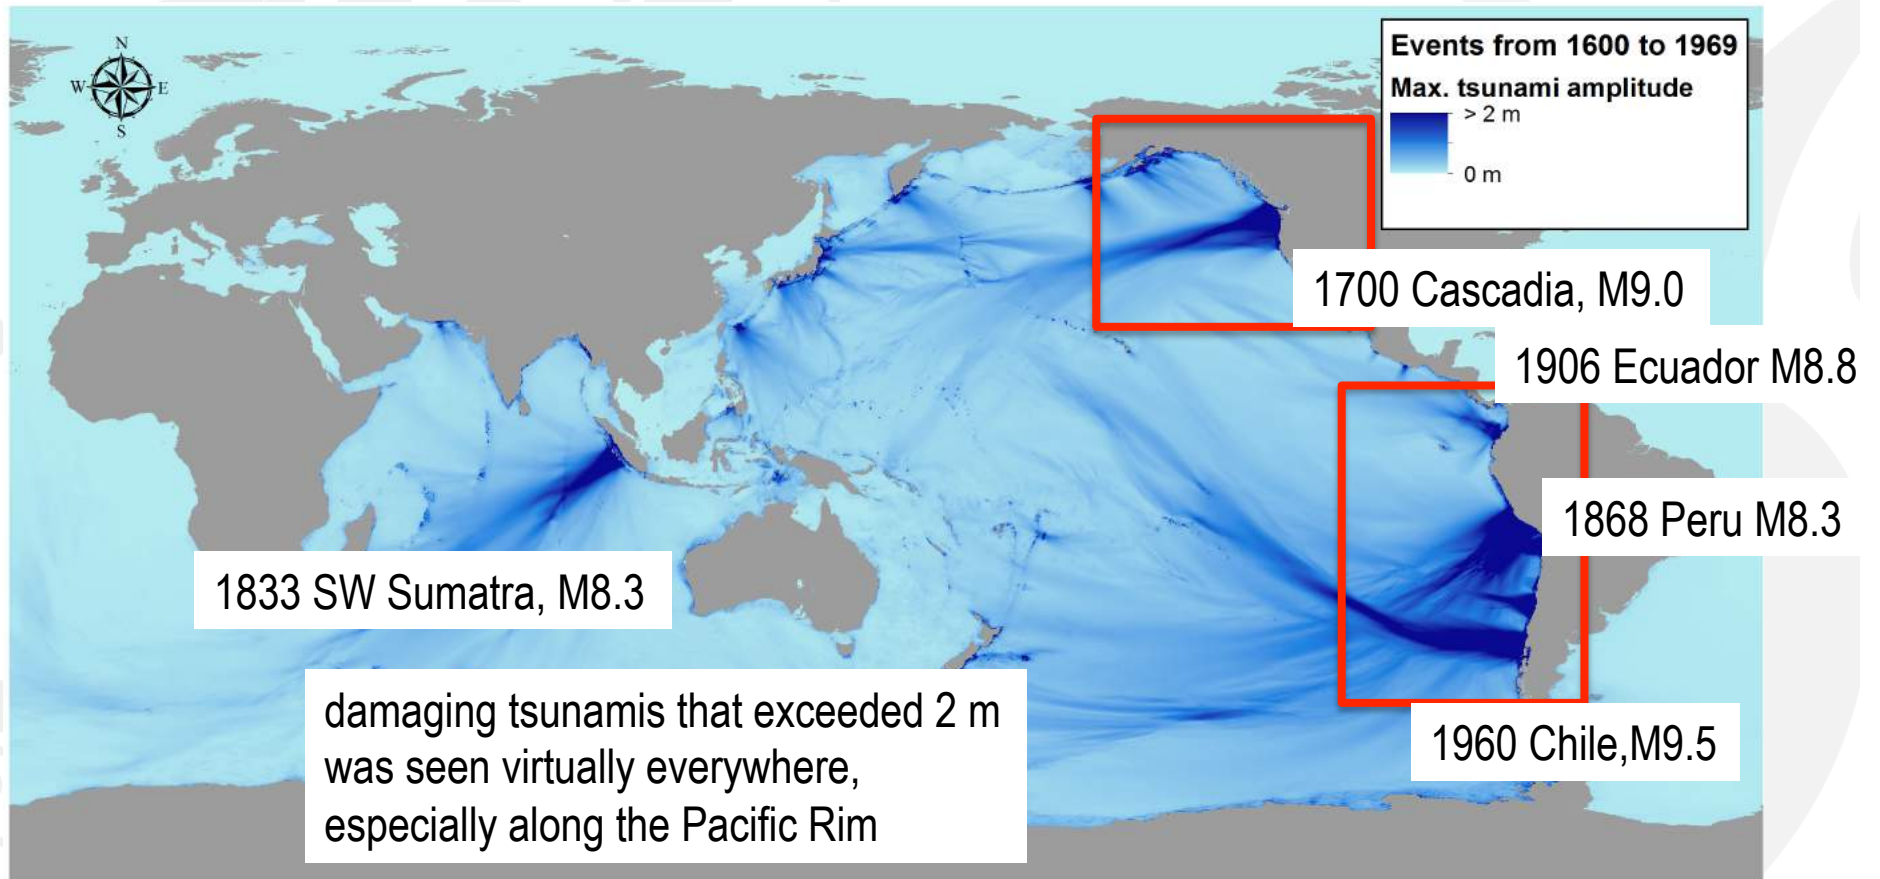 N
W
E
S
Events from 1600 to 1969
Max. tsunami amplitude
> 2 m
0 m
1700 Cascadia, M9.0
1906 Ecuador M8.8
1868 Peru M8.3
1833 SW Sumatra, M8.3
damaging tsunamis that exceeded 2 m
was seen virtually everywhere,
especially along the Pacific Rim
1960 Chile,M9.5